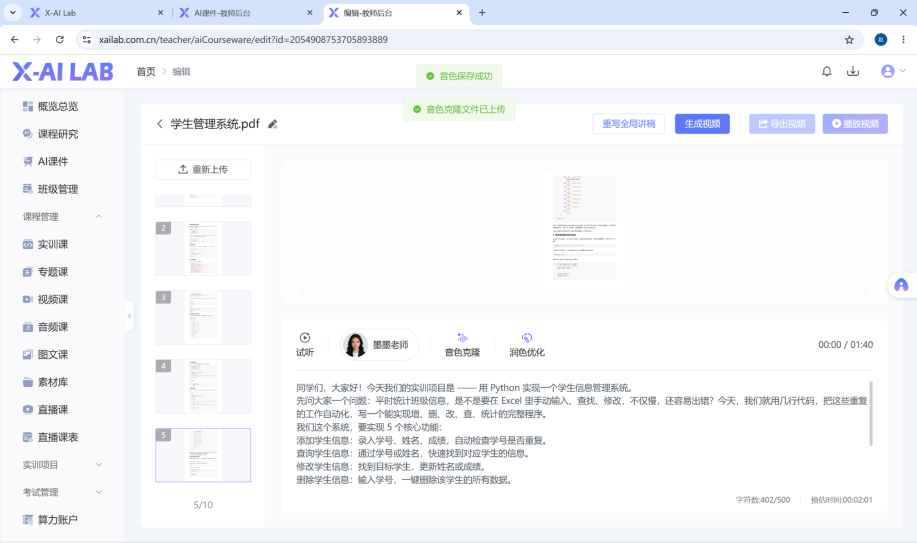 X-AI Lab
AI课件-教师后台
编辑-教师后台
xailab.com.cn/teacher/aiCourseware/edit?id=2054908753705893889
X-AI LAB
首页
编辑
音色保存成功
音色克隆文件已上传
概览总览
课程研究
AI课件
班级管理
课程管理
实训课
专题课
视频课
音频课
图文课
素材库
直播课
直播课表
实训项目
考试管理
算力账户
学生管理系统.pdf
重写全局讲稿
生成视频
导出视频
播放视频
重新上传
2
3
4
5
5/10
试听
墨墨老师
音色克隆
润色优化
00:00 / 01:40
同学们，大家好！今天我们的实训项目是 —— 用 Python 实现一个学生信息管理系统。
先问大家一个问题：平时统计班级信息，是不是要在 Excel 里手动输入、查找、修改，不仅慢，还容易出错？今天，我们就用几行代码，把这些重复
的工作自动化，写一个能实现增、删、改、查、统计的完整程序。
我们这个系统，要实现 5 个核心功能：
添加学生信息：录入学号、姓名、成绩，自动检查学号是否重复。
查询学生信息：通过学号或姓名，快速找到对应学生的信息。
修改学生信息：找到目标学生，更新姓名或成绩。
删除学生信息：输入学号，一键删除该学生的所有数据。
字符数:402/500
预估时间:00:02:01